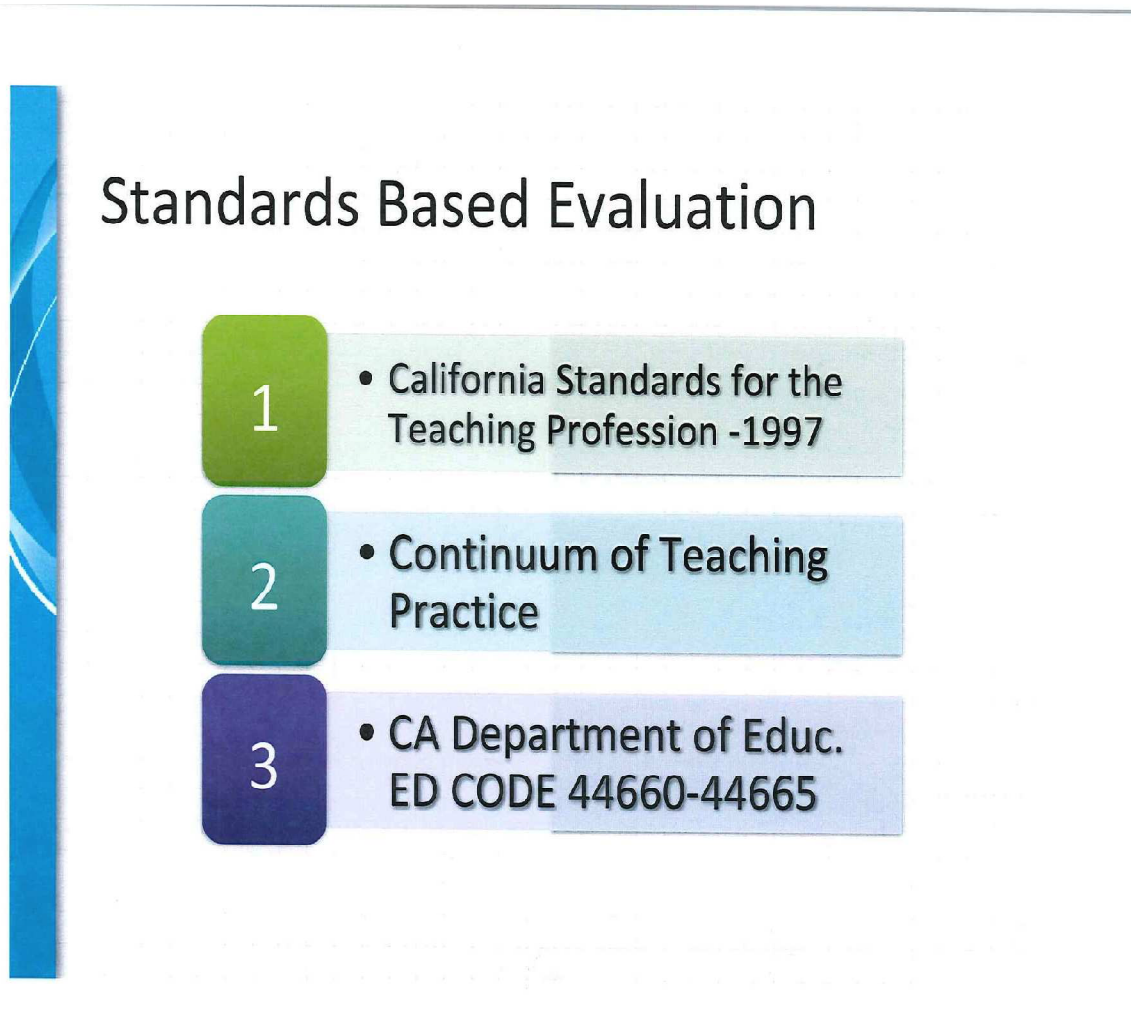 Standards Based Evaluation
1
• California Standards for the
Teaching Profession -1997
2
• Continuum of Teaching
Practice
3
• CA Department of Educ.
ED CODE 44660-44665